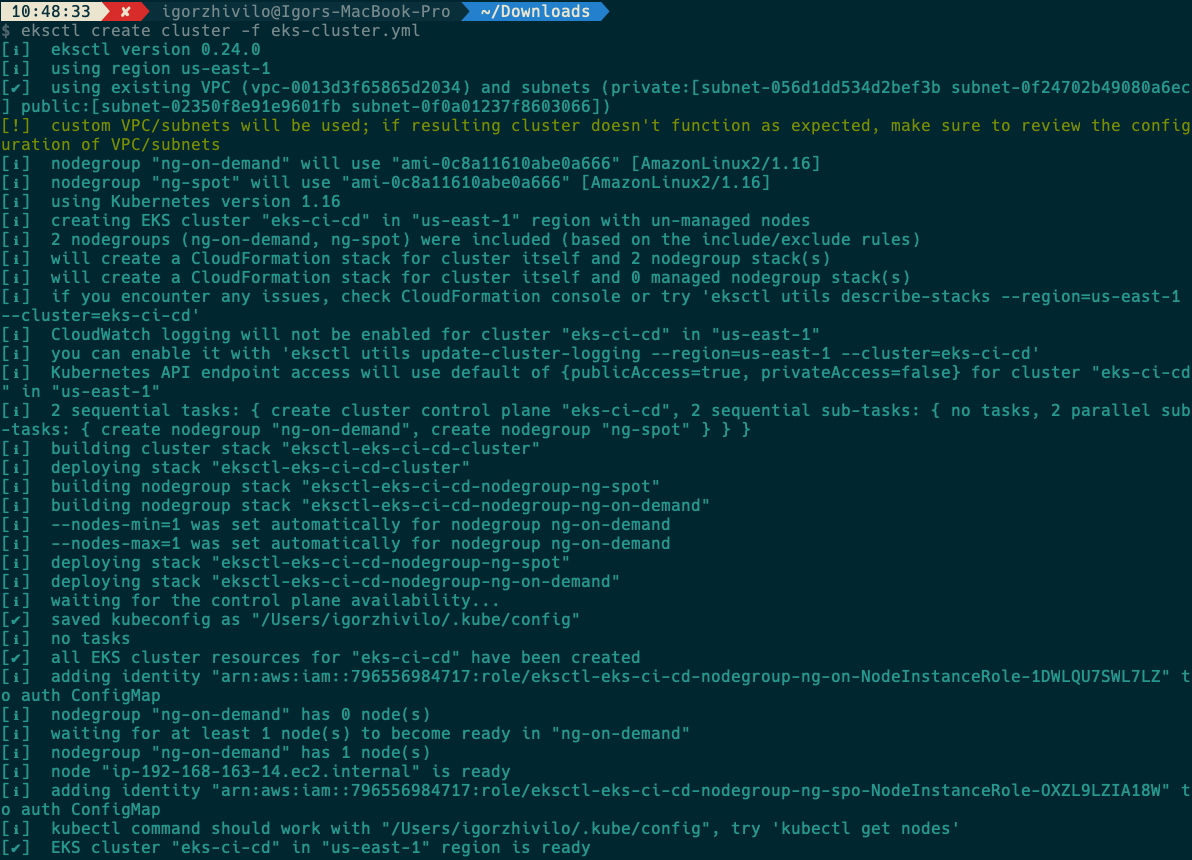 10:48:33 ✘ igorzhivilo@Igors-MacBook-Pro ~/Downloads
$ eksctl create cluster -f eks-cluster.yml
[ℹ]  eksctl version 0.24.0
[ℹ]  using region us-east-1
[✔]  using existing VPC (vpc-0013d3f65865d2034) and subnets (private:[subnet-056d1dd534d2bef3b subnet-0f24702b49080a6ec
] public:[subnet-02350f8e91e9601fb subnet-0f0a01237f8603066])
[!]  custom VPC/subnets will be used; if resulting cluster doesn't function as expected, make sure to review the config
uration of VPC/subnets
[ℹ]  nodegroup "ng-on-demand" will use "ami-0c8a11610abe0a666" [AmazonLinux2/1.16]
[ℹ]  nodegroup "ng-spot" will use "ami-0c8a11610abe0a666" [AmazonLinux2/1.16]
[ℹ]  using Kubernetes version 1.16
[ℹ]  creating EKS cluster "eks-ci-cd" in "us-east-1" region with un-managed nodes
[ℹ]  2 nodegroups (ng-on-demand, ng-spot) were included (based on the include/exclude rules)
[ℹ]  will create a CloudFormation stack for cluster itself and 2 nodegroup stack(s)
[ℹ]  will create a CloudFormation stack for cluster itself and 0 managed nodegroup stack(s)
[ℹ]  if you encounter any issues, check CloudFormation console or try 'eksctl utils describe-stacks --region=us-east-1
--cluster=eks-ci-cd'
[ℹ]  CloudWatch logging will not be enabled for cluster "eks-ci-cd" in "us-east-1"
[ℹ]  you can enable it with 'eksctl utils update-cluster-logging --region=us-east-1 --cluster=eks-ci-cd'
[ℹ]  Kubernetes API endpoint access will use default of {publicAccess=true, privateAccess=false} for cluster "eks-ci-cd
" in "us-east-1"
[ℹ]  2 sequential tasks: { create cluster control plane "eks-ci-cd", 2 sequential sub-tasks: { no tasks, 2 parallel sub
-tasks: { create nodegroup "ng-on-demand", create nodegroup "ng-spot" } } }
[ℹ]  building cluster stack "eksctl-eks-ci-cd-cluster"
[ℹ]  deploying stack "eksctl-eks-ci-cd-cluster"
[ℹ]  building nodegroup stack "eksctl-eks-ci-cd-nodegroup-ng-spot"
[ℹ]  building nodegroup stack "eksctl-eks-ci-cd-nodegroup-ng-on-demand"
[ℹ]  --nodes-min=1 was set automatically for nodegroup ng-on-demand
[ℹ]  --nodes-max=1 was set automatically for nodegroup ng-on-demand
[ℹ]  deploying stack "eksctl-eks-ci-cd-nodegroup-ng-spot"
[ℹ]  deploying stack "eksctl-eks-ci-cd-nodegroup-ng-on-demand"
[ℹ]  waiting for the control plane availability...
[✔]  saved kubeconfig as "/Users/igorzhivilo/.kube/config"
[ℹ]  no tasks
[✔]  all EKS cluster resources for "eks-ci-cd" have been created
[ℹ]  adding identity "arn:aws:iam::796556984717:role/eksctl-eks-ci-cd-nodegroup-ng-on-NodeInstanceRole-1DWLQU7SWL7LZ" t
o auth ConfigMap
[ℹ]  nodegroup "ng-on-demand" has 0 node(s)
[ℹ]  waiting for at least 1 node(s) to become ready in "ng-on-demand"
[ℹ]  nodegroup "ng-on-demand" has 1 node(s)
[ℹ]  node "ip-192-168-163-14.ec2.internal" is ready
[ℹ]  adding identity "arn:aws:iam::796556984717:role/eksctl-eks-ci-cd-nodegroup-ng-spo-NodeInstanceRole-OXZL9LZIA18W" t
o auth ConfigMap
[ℹ]  kubectl command should work with "/Users/igorzhivilo/.kube/config", try 'kubectl get nodes'
[✔]  EKS cluster "eks-ci-cd" in "us-east-1" region is ready